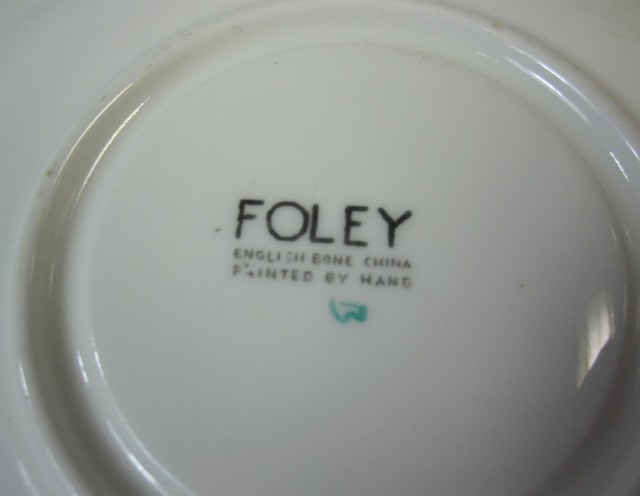 FOLEY
ENGLISH BONE CHINA
PAINTED BY HAND